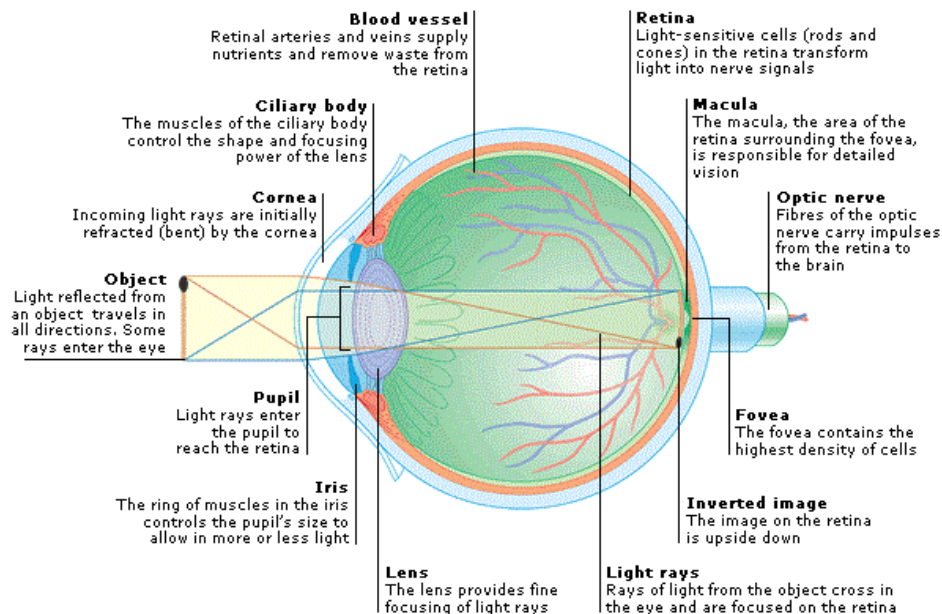 Blood vessel
Retinal arteries and veins supply
nutrients and remove waste from
the retina
Retina
Light-sensitive cells (rods and
cones) in the retina transform
light into nerve signals
Ciliary body
The muscles of the ciliary body
control the shape and focusing
power of the lens
Macula
The macula, the area of the
retina surrounding the fovea,
is responsible for detailed
vision
Cornea
Incoming light rays are initially
refracted (bent) by the cornea
Optic nerve
Fibres of the optic
nerve carry impulses
from the retina to
the brain
Object
Light reflected from
an object travels in
all directions. Some
rays enter the eye
Pupil
Light rays enter
the pupil to
reach the retina
Fovea
The fovea contains the
highest density of cells
Iris
The ring of muscles in the iris
controls the pupil's size to
allow in more or less light
Inverted image
The image on the retina
is upside down
Lens
The lens provides fine
focusing of light rays
Light rays
Rays of light from the object cross in
the eye and are focused on the retina